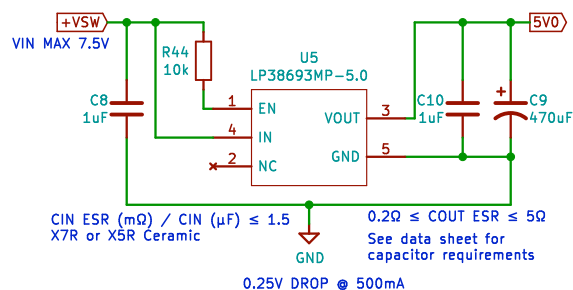 +VSW
5V0
VIN MAX 7.5V
R44
10k
U5
LP38693MP-5.0
C8
1uF
1
EN
4
IN
2
NC
VOUT
3
GND
5
C10
1uF
+
C9
470uF
CIN ESR (mΩ) / CIN (µF) ≤ 1.5
X7R or X5R Ceramic
GND
0.2Ω ≤ COUT ESR ≤ 5Ω
See data sheet for
capacitor requirements
0.25V DROP @ 500mA